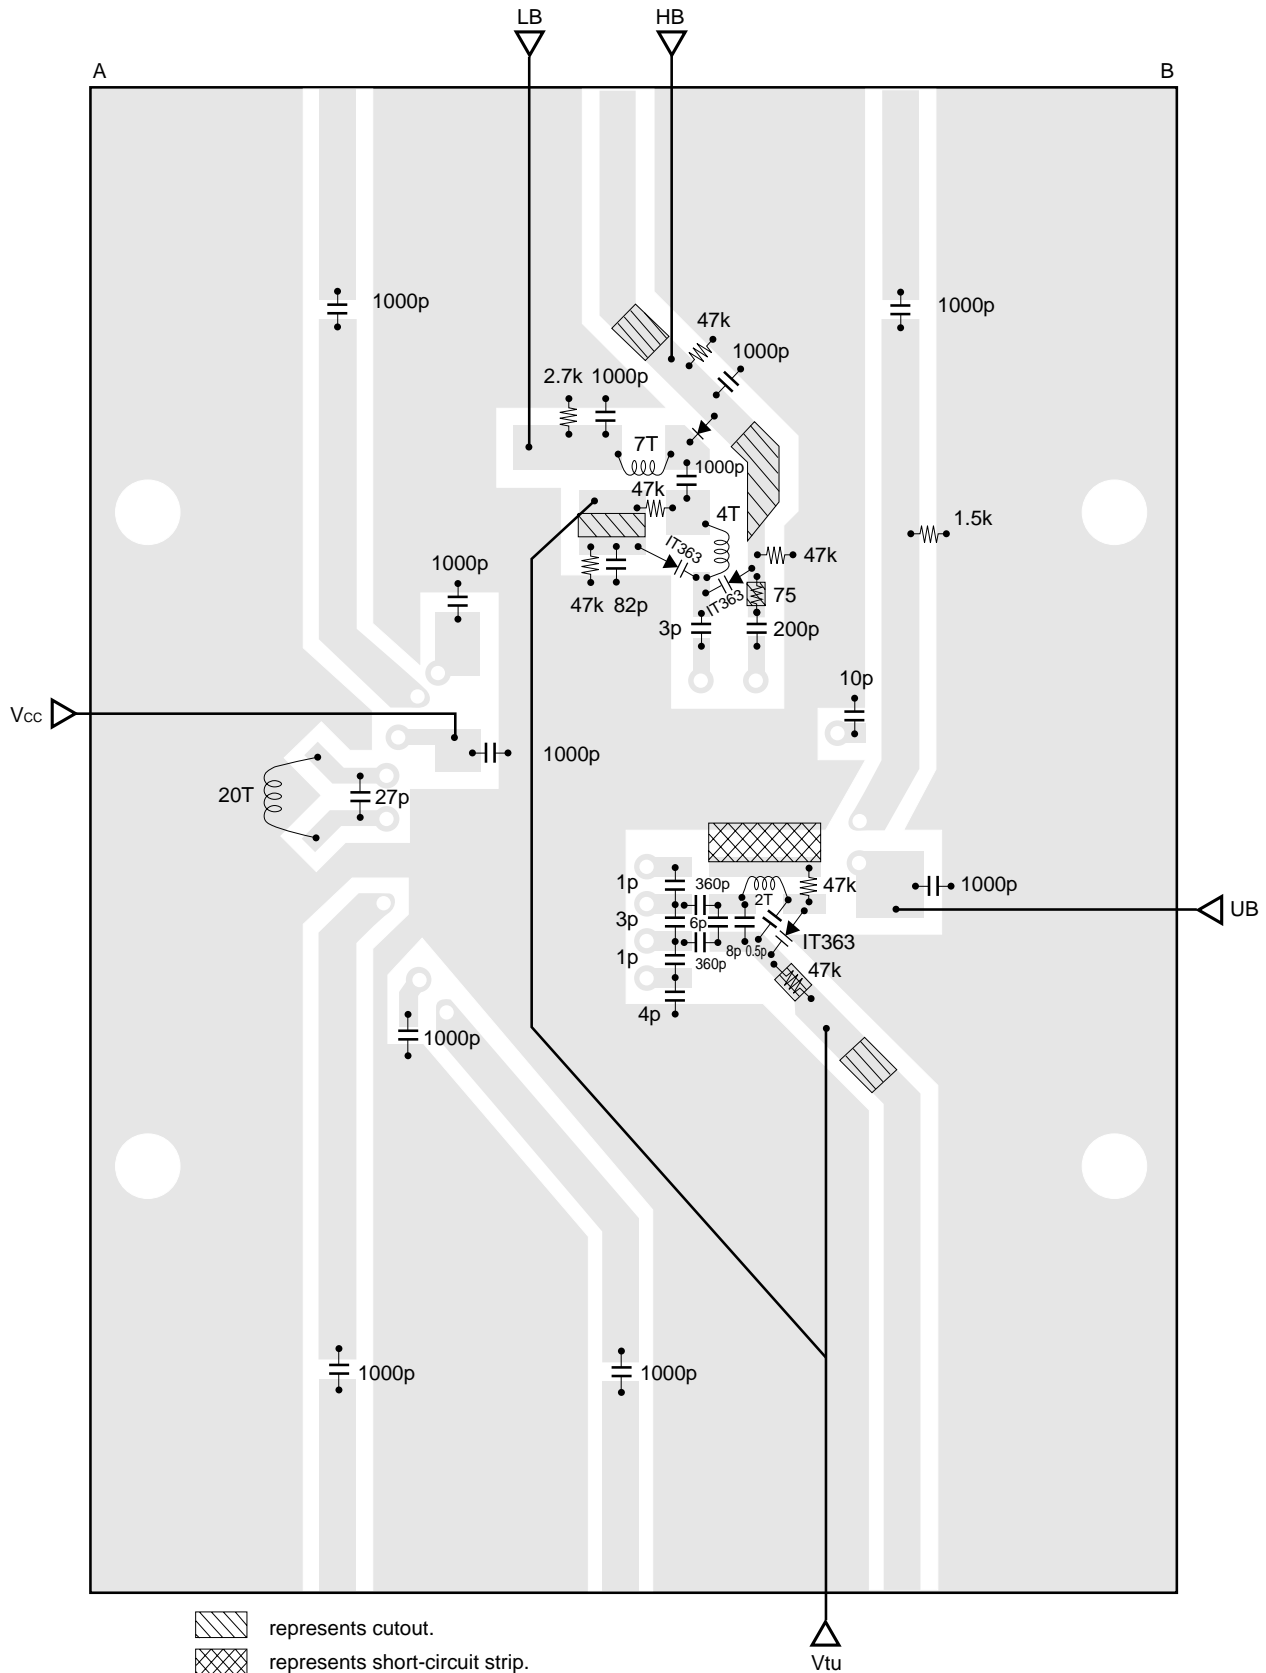 LB HB
A B
1000p 1000p
47k
1000p
2.7k 1000p
7T
1000p
47k
4T
1.5k
IT363
47k
1000p
IT363
75
47k 82p
3p 200p
10p
VCC
1000p
20T
27p
1p 360p
47k 1000p
2T
3p 6p
UB
8p 0.5p
IT363
1p 360p
47k
4p
1000p
1000p 1000p
represents cutout.
represents short-circuit strip.
Vtu